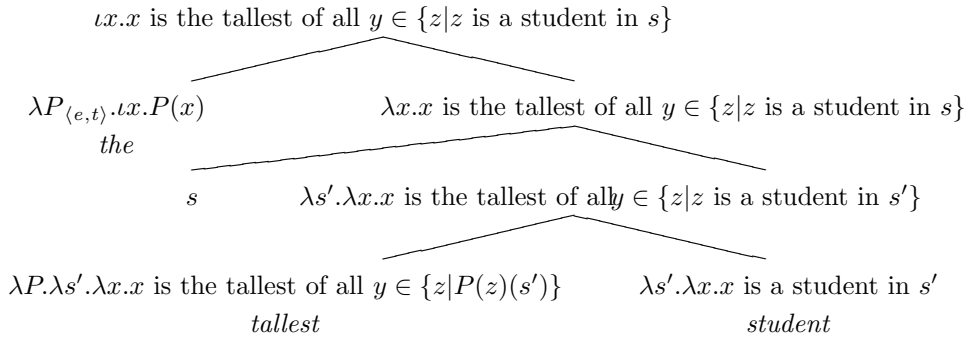 ιx.x is the tallest of all y ∈ {z|z is a student in s}
λP⟨e,t⟩.ιx.P(x) λx.x is the tallest of all y ∈ {z|z is a student in s}
the
s λs′.λx.x is the tallest of ally ∈ {z|z is a student in s′}
λP.λs′.λx.x is the tallest of all y ∈ {z|P(z)(s′)} λs′.λx.x is a student in s′
tallest student